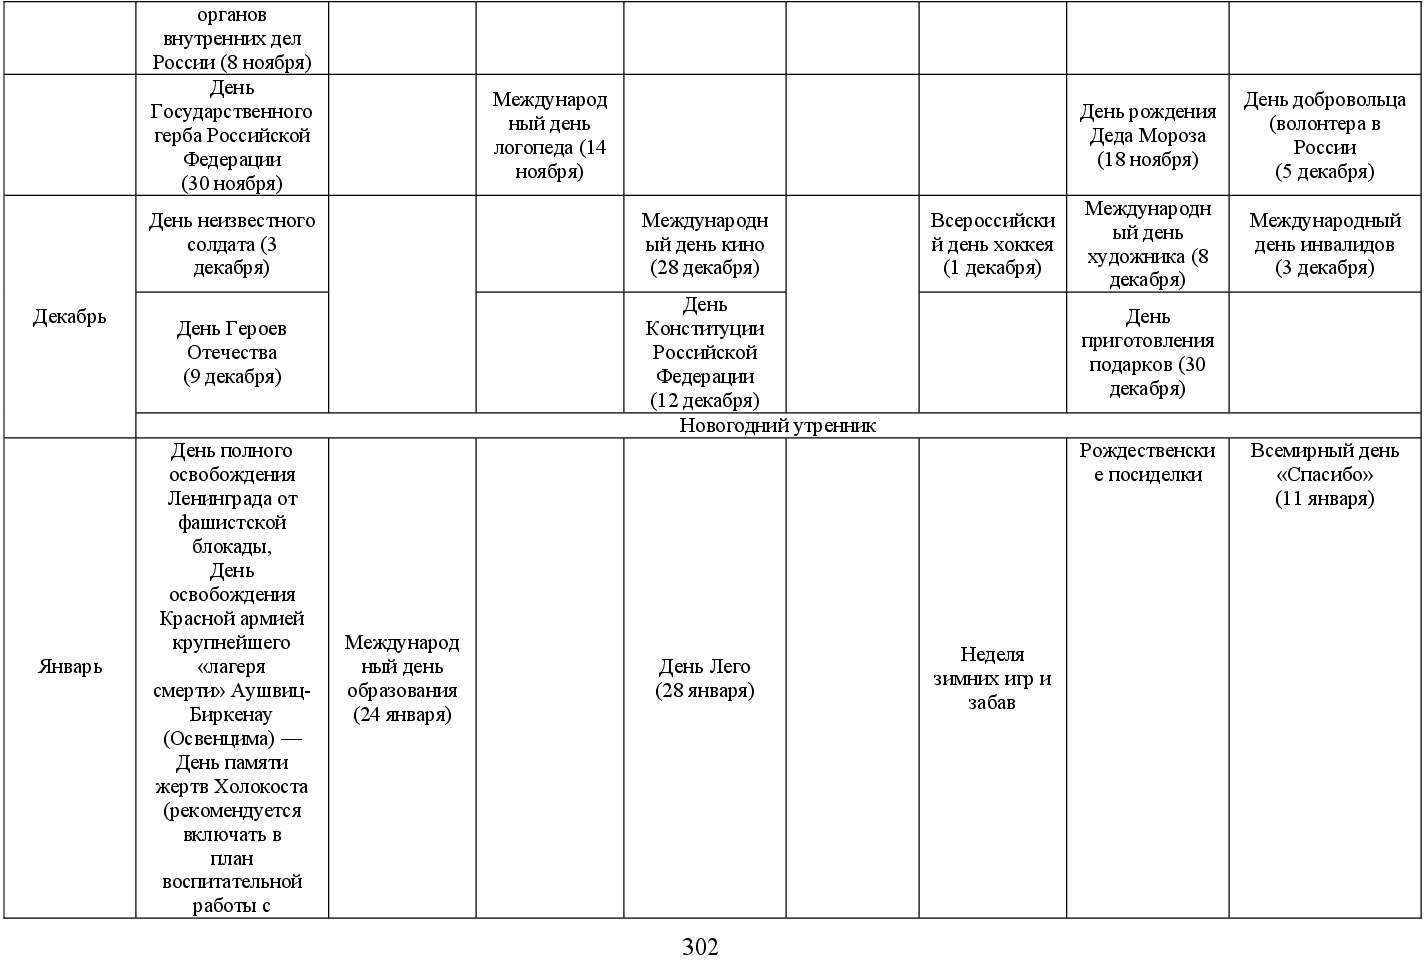 органов
внутренних дел
России (8 ноября)
День
Государственного
герба Российской
Федерации
(30 ноября)
Международ
ный день
логопеда (14
ноября)
День рождения
Деда Мороза
(18 ноября)
День добровольца
(волонтера в
России
(5 декабря)
Декабрь
День неизвестного
солдата (3
декабря)
Международн
ый день кино
(28 декабря)
Всероссийски
й день хоккея
(1 декабря)
Международн
ый день
художника (8
декабря)
Международный
день инвалидов
(3 декабря)
День Героев
Отечества
(9 декабря)
День
Конституции
Российской
Федерации
(12 декабря)
День
приготовления
подарков (30
декабря)
Новогодний утренник
Январь
День полного
освобождения
Ленинграда от
фашистской
блокады,
День
освобождения
Красной армией
крупнейшего
«лагеря
смерти» Аушвиц-
Биркенау
(Освенцима) —
День памяти
жертв Холокоста
(рекомендуется
включать в
план
воспитательной
работы с
Международ
ный день
образования
(24 января)
День Лего
(28 января)
Неделя
зимних игр и
забав
Рождественски
е посиделки
Всемирный день
«Спасибо»
(11 января)
302